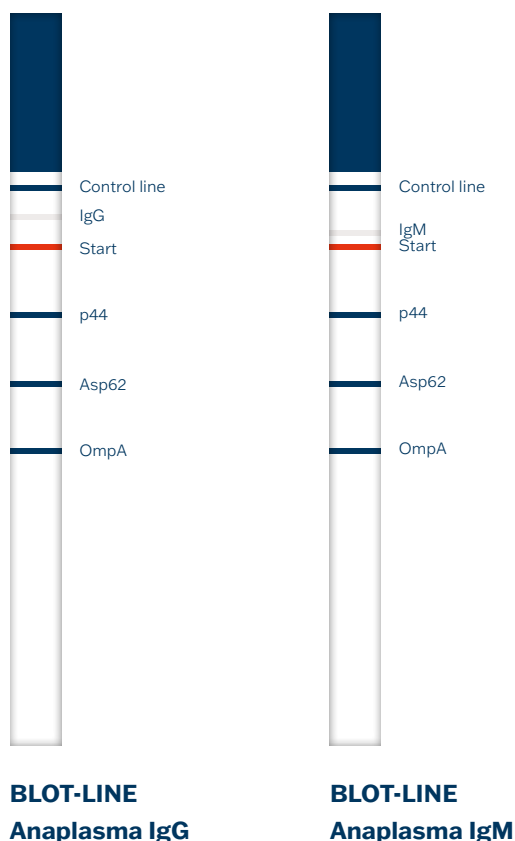 Control line
IgG
Start
p44
Asp62
OmpA
BLOT-LINE
Anaplasma IgG
Control line
IgM
Start
p44
Asp62
OmpA
BLOT-LINE
Anaplasma IgM